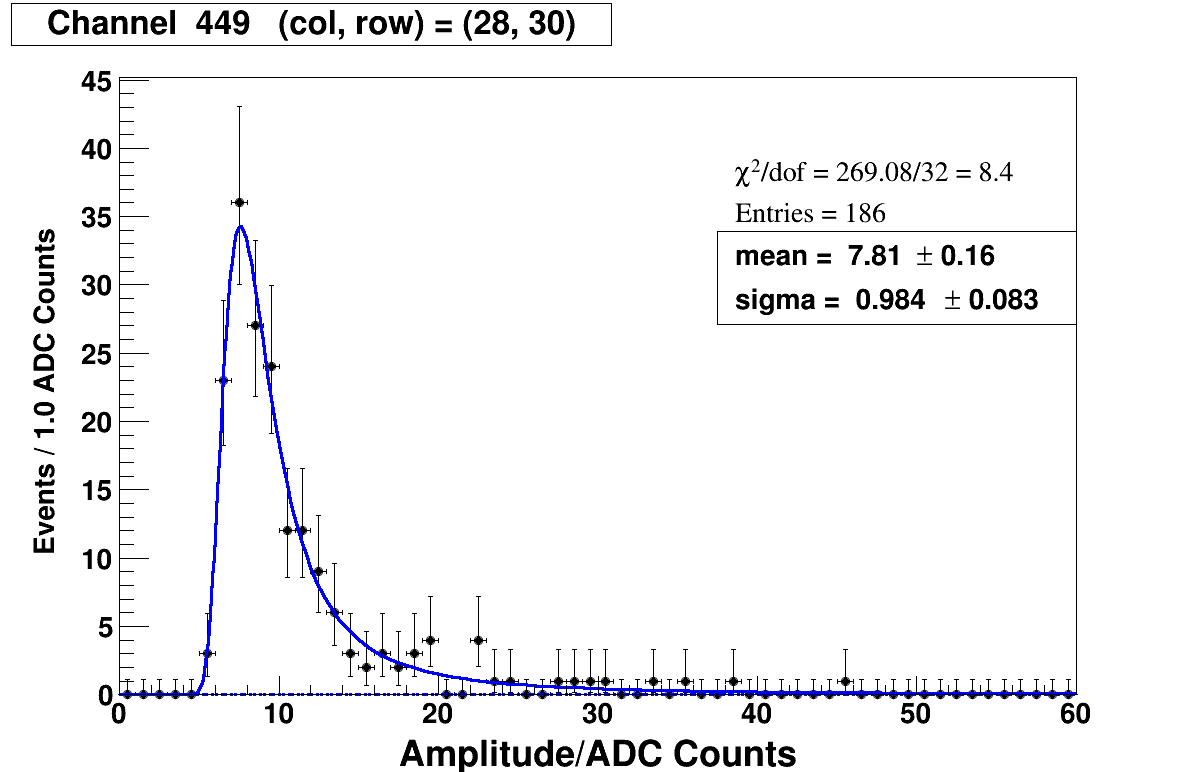 Channel 449 (col, row) = (28, 30)
45
40
35
30
25
20
15
10
5
0
Events / 1.0 ADC Counts
χ²/dof = 269.08/32 = 8.4
Entries = 186
mean = 7.81 ± 0.16
sigma = 0.984 ± 0.083
0 10 20 30 40 50 60
Amplitude/ADC Counts